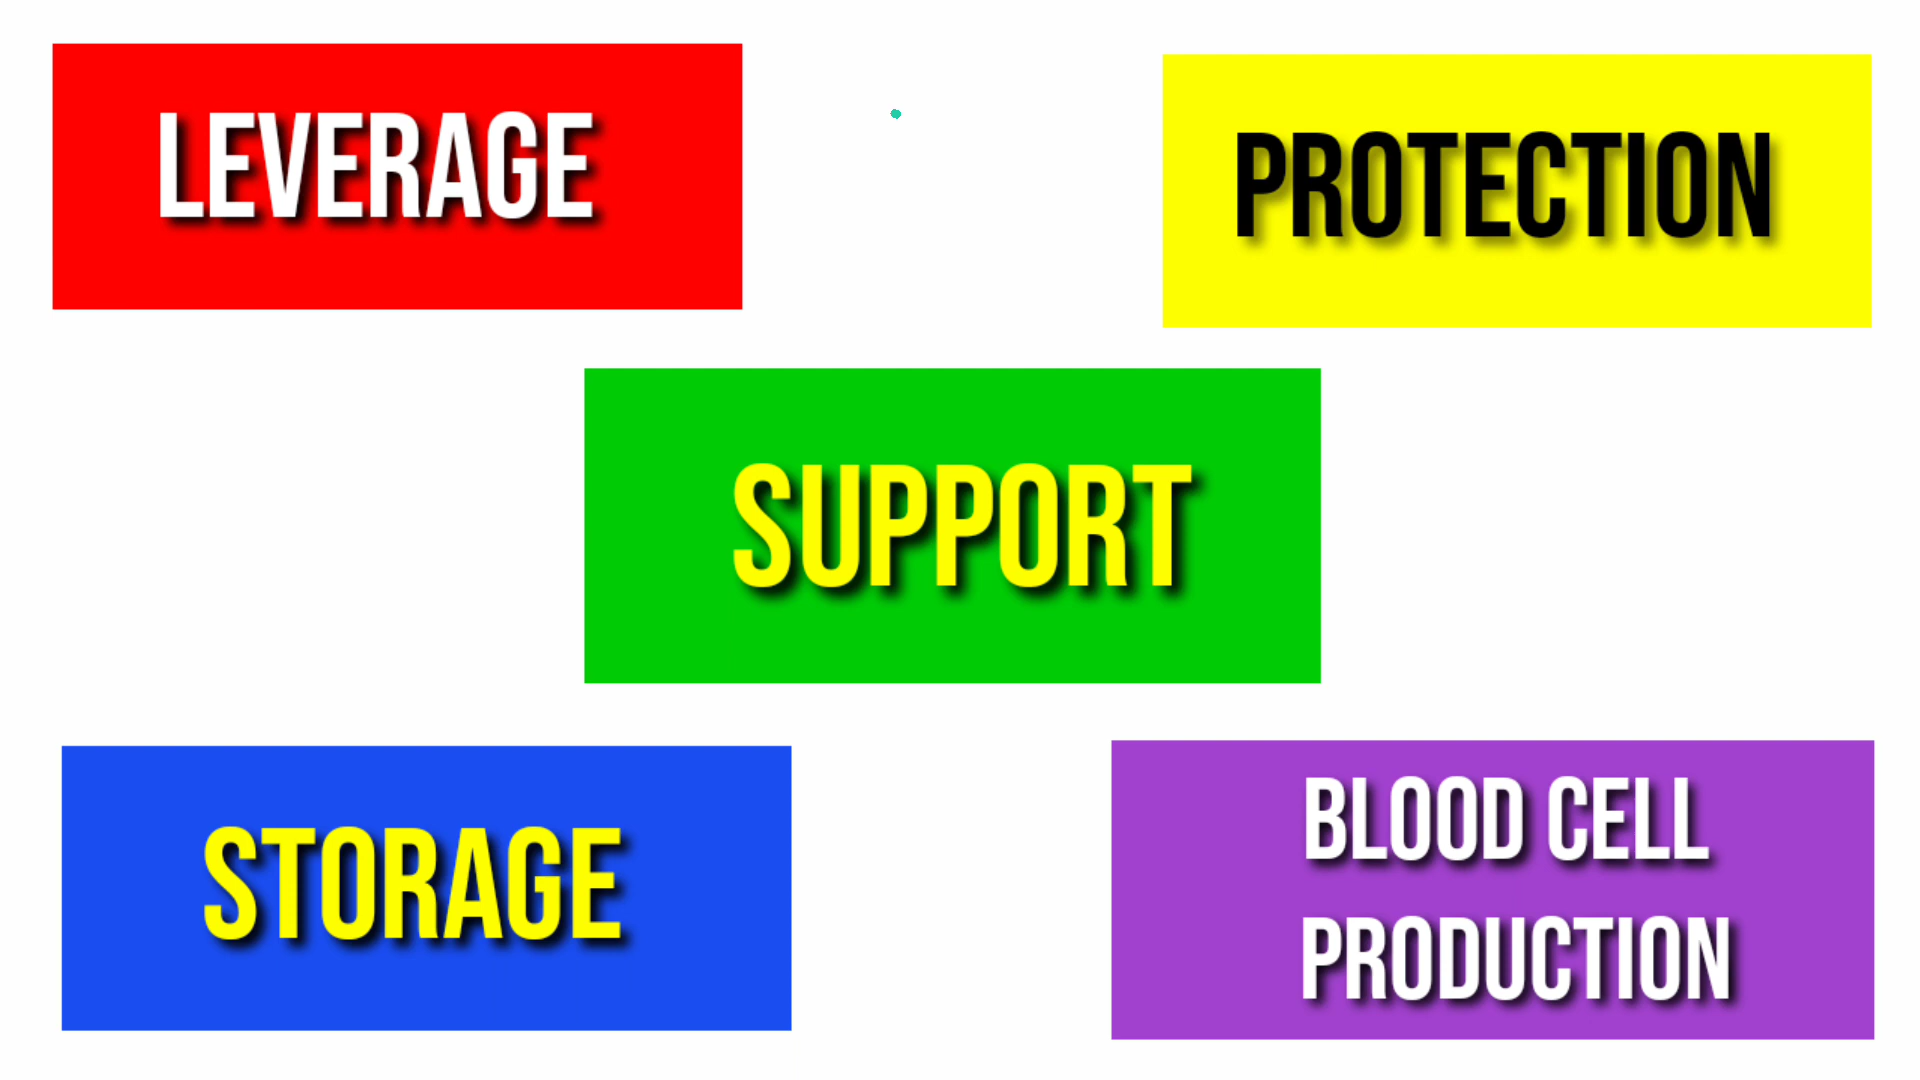 LEVERAGE
PROTECTION
SUPPORT
STORAGE
BLOOD CELL
PRODUCTION